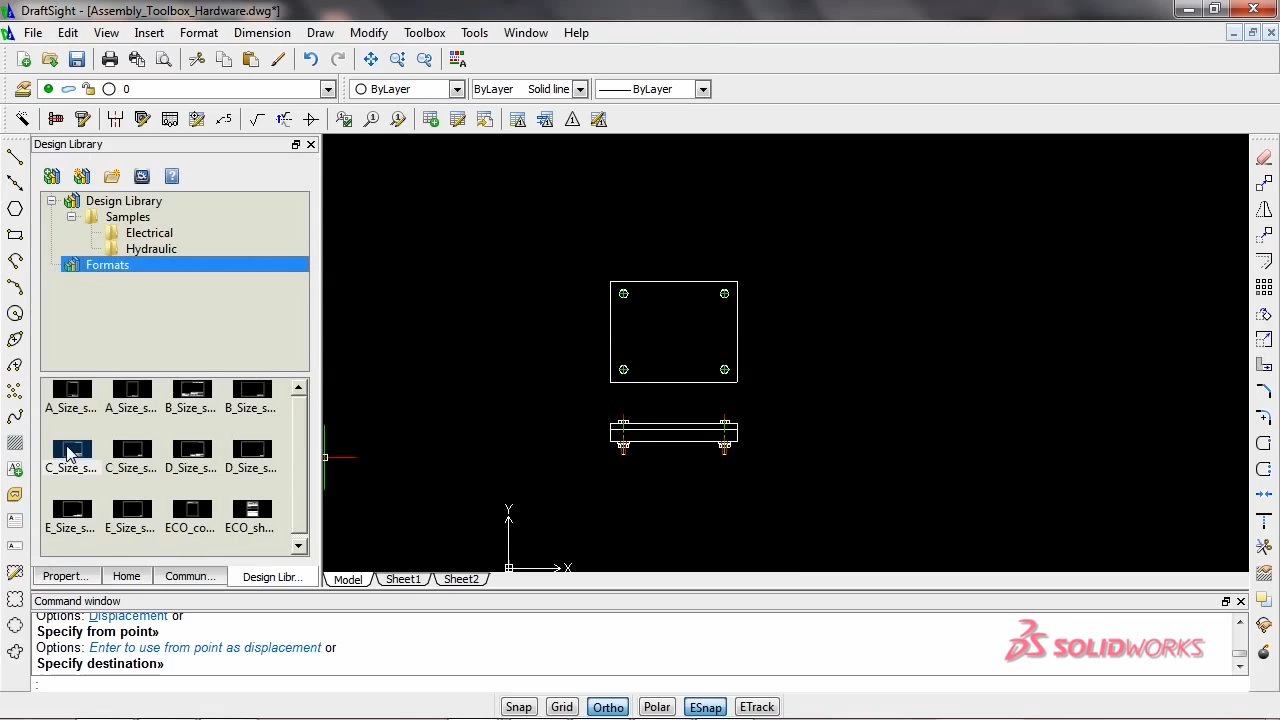 DraftSight - [Assembly_Toolbox_Hardware.dwg*]
File Edit View Insert Format Dimension Draw Modify Toolbox Tools Window Help
0 ByLayer ByLayer Solid line ByLayer
Design Library
Design Library
Samples
Electrical
Hydraulic
Formats
A_Size_s... A_Size_s... B_Size_s... B_Size_s...
C_Size_s... C_Size_s... D_Size_s... D_Size_s...
E_Size_s... E_Size_s... ECO_co... ECO_sh...
Y
X
Propert... Home Commun... Design Libr...
Model Sheet1 Sheet2
Command window
Options: Displacement or
Specify from point»
Options: Enter to use from point as displacement or
Specify destination»
:
SOLIDWORKS
Snap Grid Ortho Polar ESnap ETrack